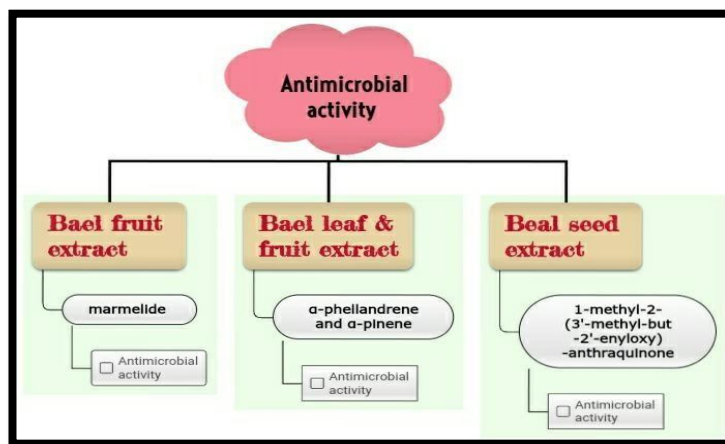 Antimicrobial
activity
Bael fruit
extract
marmelide
Antimicrobial
activity
Bael leaf &
fruit extract
α-phellandrene
and α-pinene
Antimicrobial
activity
Beal seed
extract
1-methyl-2-
(3'-methyl-but
-2'-enyloxy)
-anthraquinone
Antimicrobial
activity